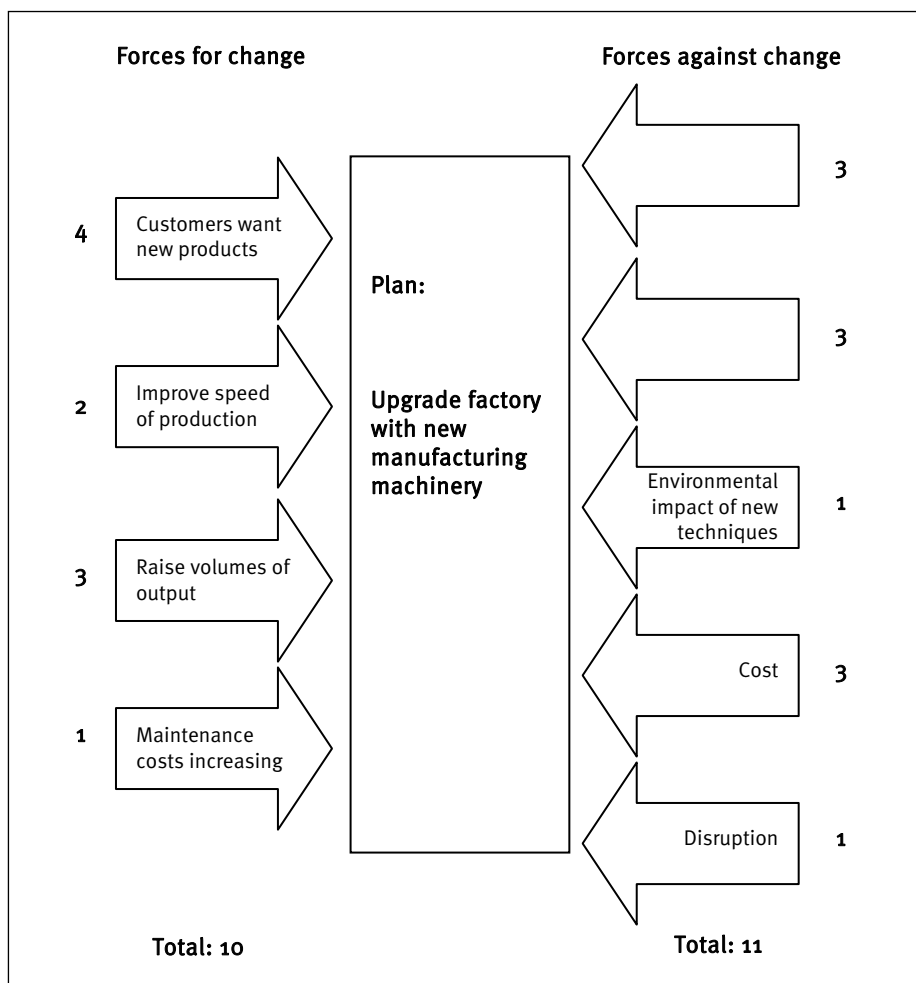 Forces for change
Forces against change
4
Customers want
new products
2
Improve speed
of production
3
Raise volumes of
output
1
Maintenance
costs increasing
Total: 10
Plan:
Upgrade factory
with new
manufacturing
machinery
3
3
Environmental
impact of new
techniques
1
Cost
3
Disruption
1
Total: 11